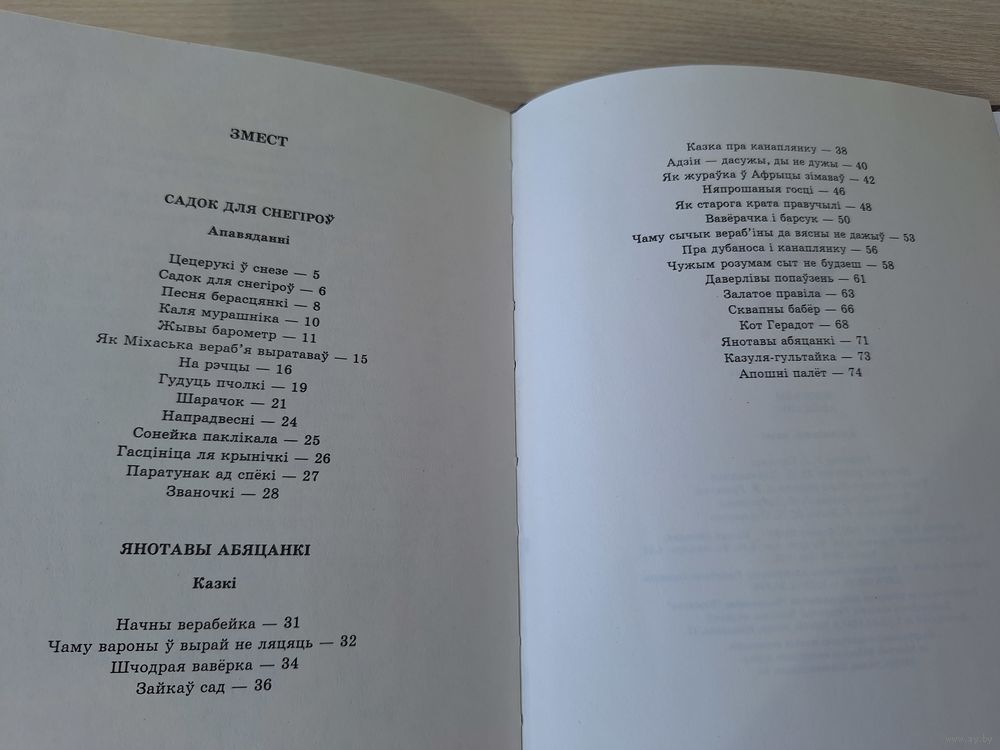 ЗМЕСТ
САДОК ДЛЯ СНЕГІРОЎ
Апавяданні
Цецерукі ў снезе — 5
Садок для снегіроў — 6
Песня берасцянкі — 8
Каля мурашніка — 10
Жывы барометр — 11
Як Міхаська вераб’я выратаваў — 15
На рэчцы — 16
Гудуць пчолкі — 19
Шарачок — 21
Напрадвесні — 24
Сонейка паклікала — 25
Гасцініца ля крынічкі — 26
Паратунак ад спёкі — 27
Званочкі — 28
ЯНОТАВЫ АБЯЦАНКІ
Казкі
Начны верабейка — 31
Чаму вароны ў вырай не ляцяць — 32
Шчодрая вавёрка — 34
Зайкаў сад — 36
Казка пра канаплянку — 38
Адзін — дасужы, ды не дужы — 40
Як жураўка ў Афрыцы зімаваў — 42
Няпрошаныя госці — 46
Як старога крата правучылі — 48
Вавёрачка і барсук — 50
Чаму сычык вераб’іны да вясны не дажыў — 53
Пра дубаноса і канаплянку — 56
Чужым розумам сыт не будзеш — 58
Даверлівы попаўзень — 61
Залатое правіла — 63
Сквапны бабёр — 66
Кот Герадот — 68
Янотавы абяцанкі — 71
Казуля-гультайка — 73
Апошні палёт — 74
www.ay.by